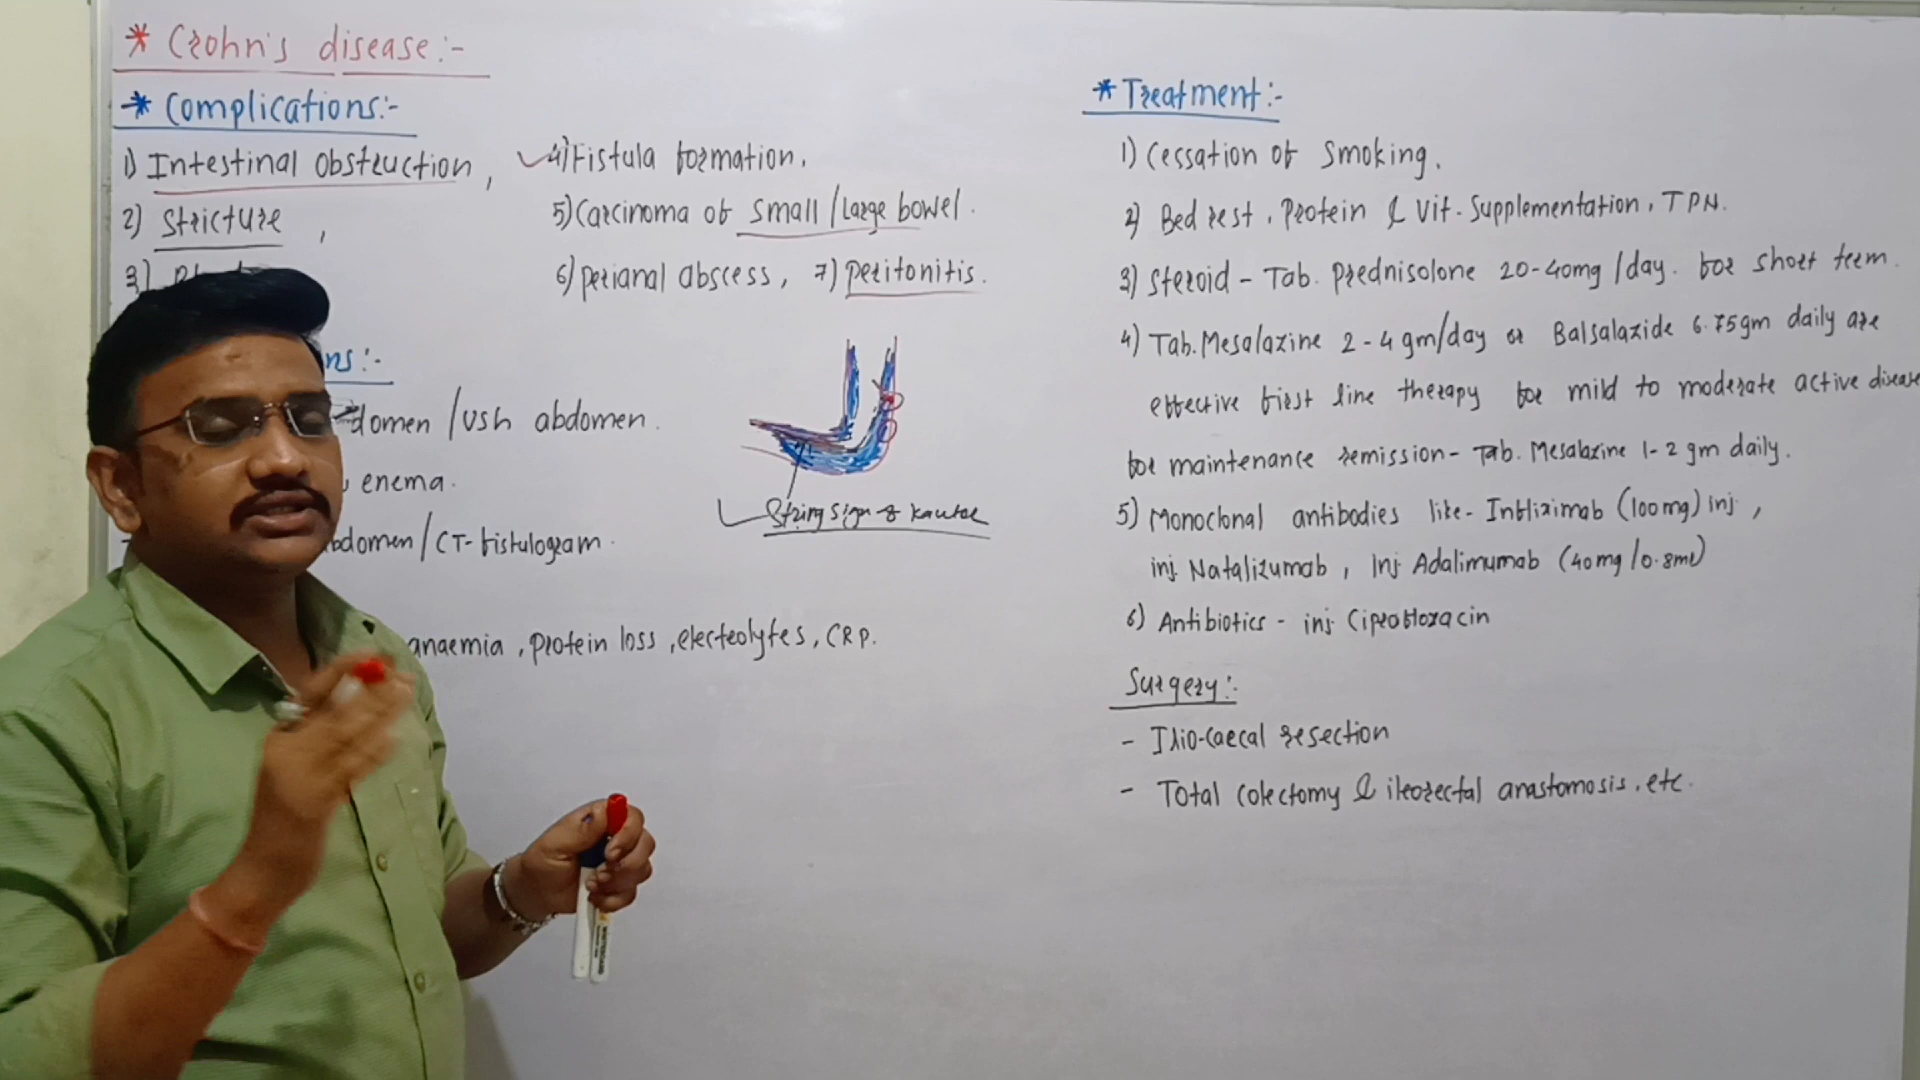 * Crohn's disease:-
* Complications:-
1) Intestinal obstruction,
2) Stricture,
3)
4) Fistula formation.
5) Carcinoma of small/Large bowel.
6) perianal abscess, 7) peritonitis.
ns:-
domen/USG abdomen.
enema.
bdomen/CT-fistulogram.
anaemia, protein loss, electrolytes, CRP.
String sign of Kantor
* Treatment:-
1) Cessation of Smoking.
2) Bed rest, Protein & Vit. Supplementation, TPN.
3) Steroid - Tab. Prednisolone 20-40mg/day. for short term.
4) Tab. Mesalazine 2-4 gm/day or Balsalazide 6.75gm daily are
effective first line therapy for mild to moderate active disease
for maintenance remission - Tab. Mesalazine 1-2 gm daily.
5) Monoclonal antibodies like- Infliximab (100mg) inj,
inj Natalizumab, Inj Adalimumab (40mg/0.8ml)
6) Antibiotics - inj Ciprofloxacin
Surgery:-
- Ilio-caecal resection
- Total colectomy & ileorectal anastomosis, etc.